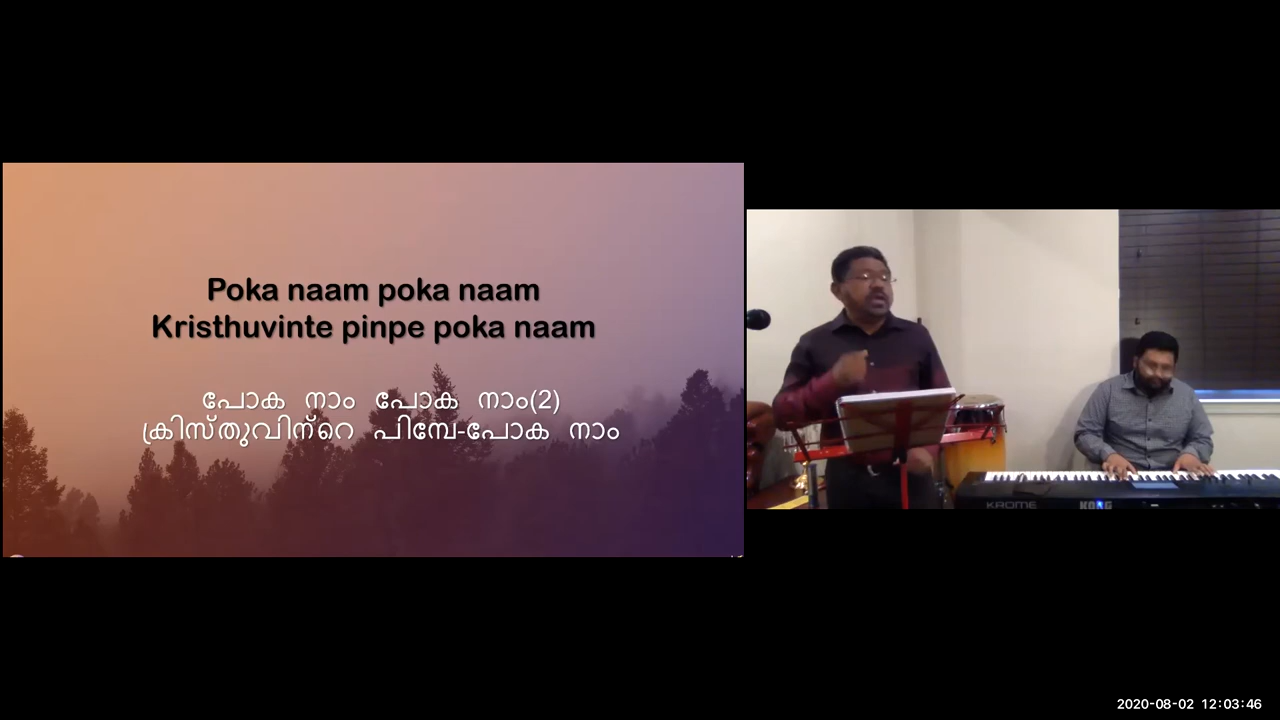 Poka naam poka naam
Kristhuvinte pinpe poka naam
പോക നാം പോക നാം(2)
ക്രിസ്തുവിന്റെ പിമ്പേ-പോക നാം
KROME KORG
2020-08-02 12:03:46